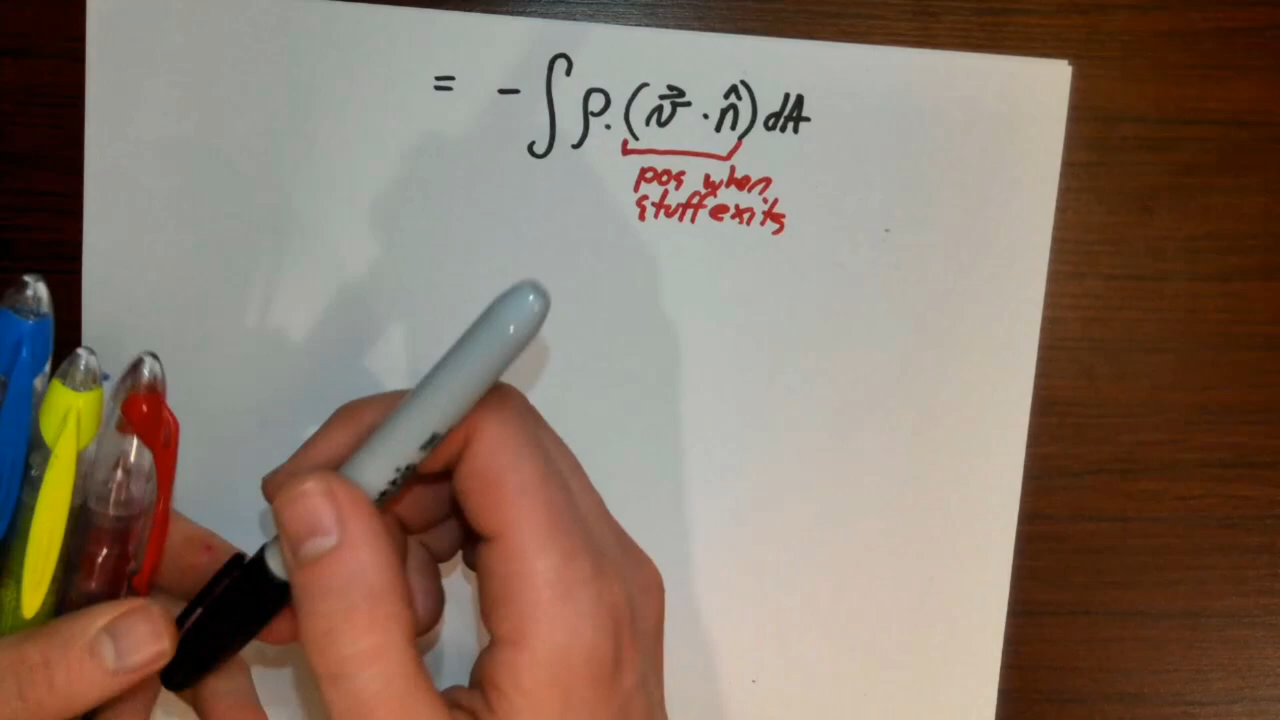 = - ∫ρ. (v⃗ · n̂) dA
pos when
stuff exits